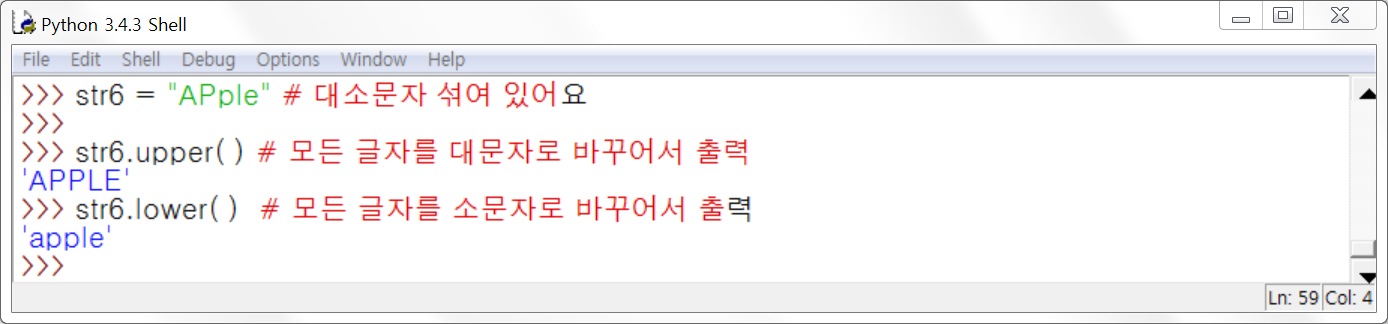 Python 3.4.3 Shell
File Edit Shell Debug Options Window Help
>>> str6 = "APple" # 대소문자 섞여 있어요
>>>
>>> str6.upper( ) # 모든 글자를 대문자로 바꾸어서 출력
'APPLE'
>>> str6.lower( )  # 모든 글자를 소문자로 바꾸어서 출력
'apple'
>>>
Ln: 59 Col: 4